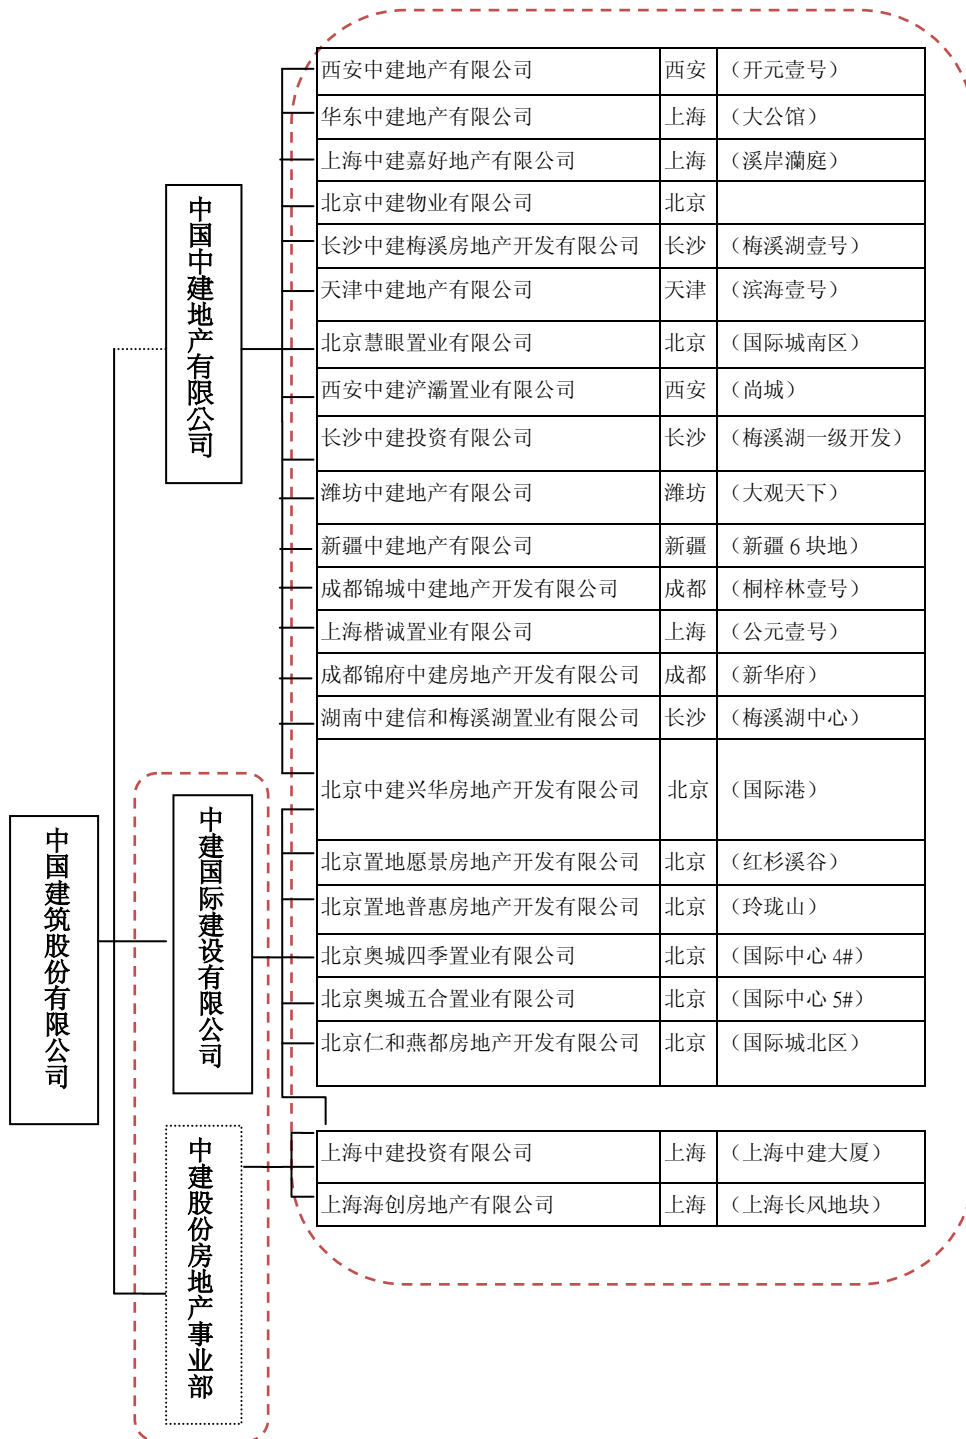 中国建筑股份有限公司
中国中建地产有限公司
中建国际建设有限公司
中建股份房地产事业部
西安中建地产有限公司 西安 （开元壹号）
华东中建地产有限公司 上海 （大公馆）
上海中建嘉好地产有限公司 上海 （溪岸澜庭）
北京中建物业有限公司 北京
长沙中建梅溪房地产开发有限公司 长沙 （梅溪湖壹号）
天津中建地产有限公司 天津 （滨海壹号）
北京慧眼置业有限公司 北京 （国际城南区）
西安中建浐灞置业有限公司 西安 （尚城）
长沙中建投资有限公司 长沙 （梅溪湖一级开发）
潍坊中建地产有限公司 潍坊 （大观天下）
新疆中建地产有限公司 新疆 （新疆 6 块地）
成都锦城中建地产开发有限公司 成都 （桐梓林壹号）
上海楷诚置业有限公司 上海 （公元壹号）
成都锦府中建房地产开发有限公司 成都 （新华府）
湖南中建信和梅溪湖置业有限公司 长沙 （梅溪湖中心）
北京中建兴华房地产开发有限公司 北京 （国际港）
北京置地愿景房地产开发有限公司 北京 （红杉溪谷）
北京置地普惠房地产开发有限公司 北京 （玲珑山）
北京奥城四季置业有限公司 北京 （国际中心 4#）
北京奥城五合置业有限公司 北京 （国际中心 5#）
北京仁和燕都房地产开发有限公司 北京 （国际城北区）
上海中建投资有限公司 上海 （上海中建大厦）
上海海创房地产有限公司 上海 （上海长风地块）